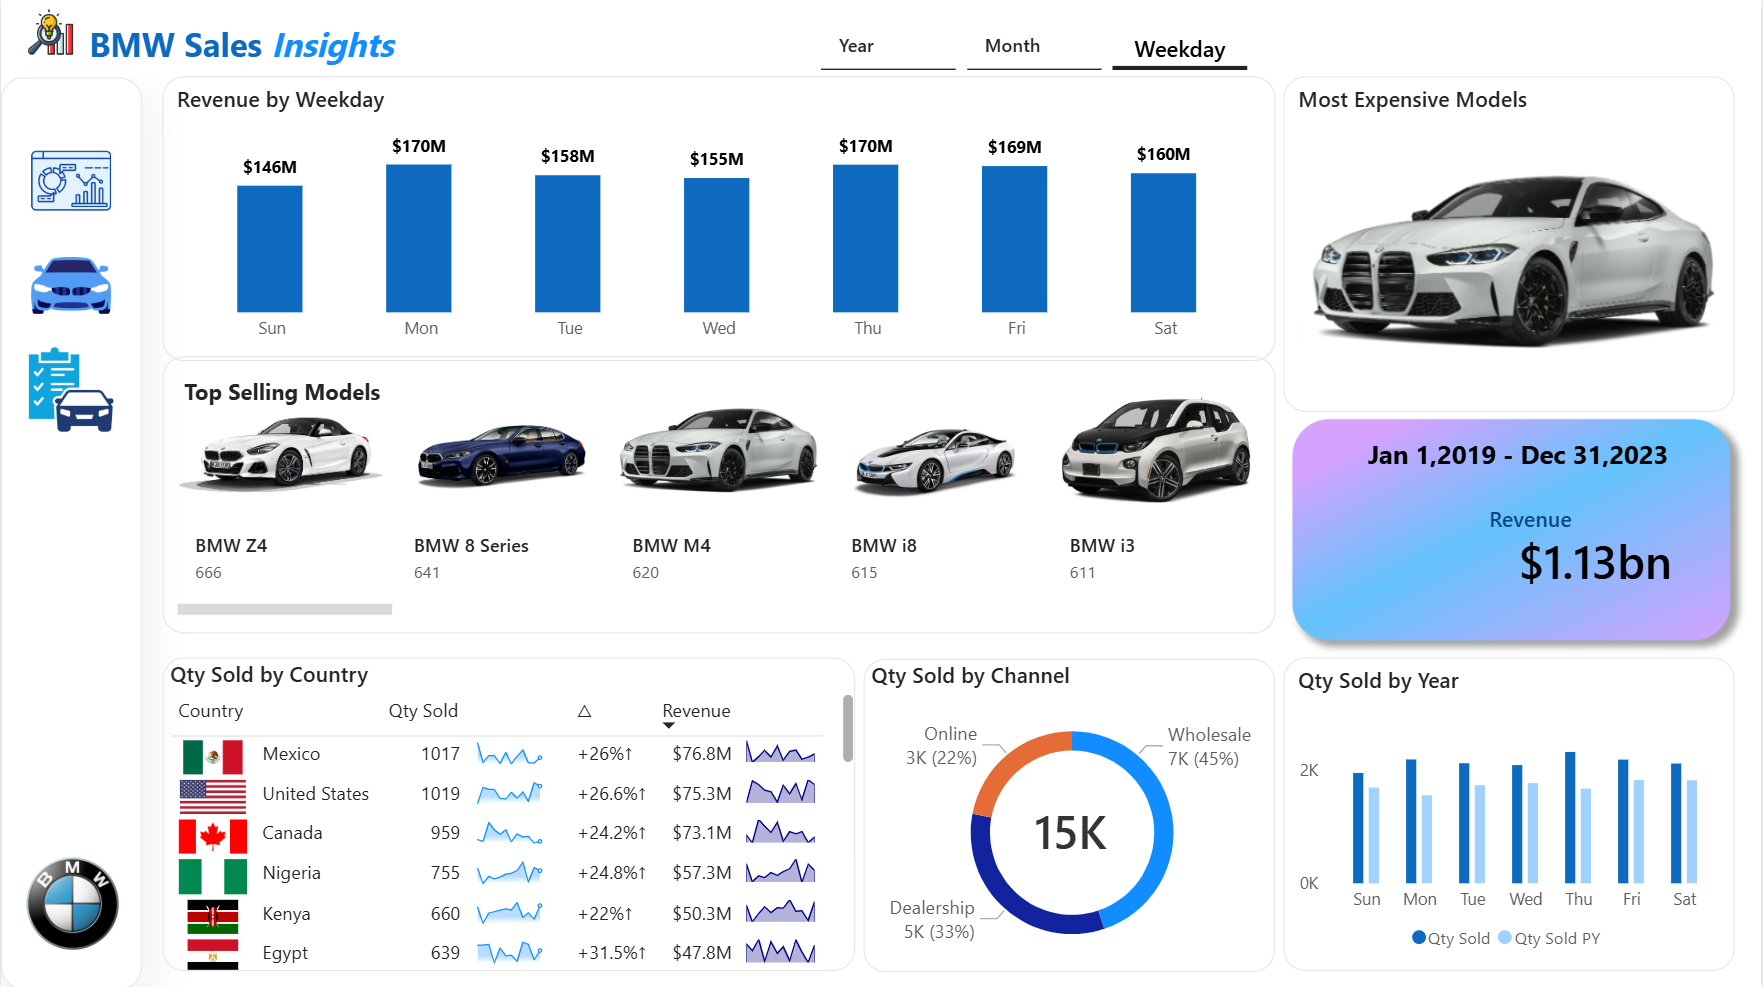 BMW Sales Insights
Year Month Weekday
Revenue by Weekday
$146M $170M $158M $155M $170M $169M $160M
Sun Mon Tue Wed Thu Fri Sat
Most Expensive Models
Top Selling Models
BMW Z4 BMW 8 Series BMW M4 BMW i8 BMW i3
666 641 620 615 611
Jan 1,2019 - Dec 31,2023
Revenue
$1.13bn
Qty Sold by Country
Country Qty Sold △ Revenue
Mexico 1017 +26%↑ $76.8M
United States 1019 +26.6%↑ $75.3M
Canada 959 +24.2%↑ $73.1M
Nigeria 755 +24.8%↑ $57.3M
Kenya 660 +22%↑ $50.3M
Egypt 639 +31.5%↑ $47.8M
Qty Sold by Channel
Online
3K (22%)
Wholesale
7K (45%)
15K
Dealership
5K (33%)
Qty Sold by Year
2K
0K
Sun Mon Tue Wed Thu Fri Sat
Qty Sold Qty Sold PY
BMW